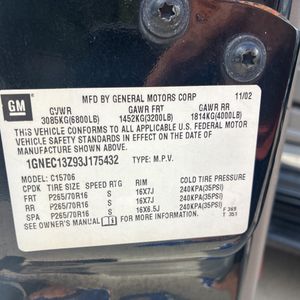 GM
MFD BY GENERAL MOTORS CORP 11/02
GVWR GAWR FRT GAWR RR
3085KG(6800LB) 1452KG(3200LB) 1814KG(4000LB)
THIS VEHICLE CONFORMS TO ALL APPLICABLE U.S. FEDERAL MOTOR
VEHICLE SAFETY STANDARDS IN EFFECT ON THE DATE OF
MANUFACTURE SHOWN ABOVE.
1GNEC13Z93J175432 TYPE: M.P.V.
MODEL: C15706
CPDK TIRE SIZE SPEED RTG RIM COLD TIRE PRESSURE
FRT P265/70R16 S 16X7J 240KPA(35PSI)
RR P265/70R16 S 16X7J 240KPA(35PSI)
SPA P265/70R16 S 16X6.5J 240KPA(35PSI)
SEE OWNER'S MANUAL FOR MORE INFORMATION
F 369
T 351